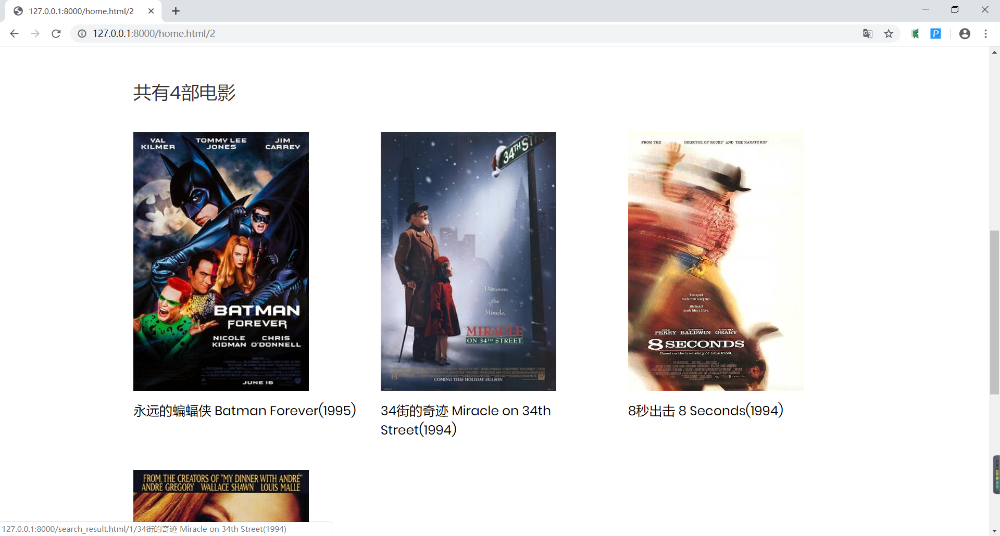 127.0.0.1:8000/home.html/2
127.0.0.1:8000/home.html/2
共有4部电影
VAL KILMER
TOMMY LEE JONES
JIM CARREY
BATMAN
FOREVER
NICOLE KIDMAN
CHRIS O'DONNELL
JUNE 16
永远的蝙蝠侠 Batman Forever(1995)
34TH ST
Discover
the
Miracle.
MIRACLE
ON 34TH STREET
COMING THIS HOLIDAY SEASON
34街的奇迹 Miracle on 34th
Street(1994)
FROM THE DIRECTOR OF "ROCKY" AND "THE KARATE KID"
The sport
made him a Legend.
His heart
made him a Hero.
LUKE PERRY
STEPHEN BALDWIN
CYNTHIA GEARY
8 SECONDS
Based on the true story of Lane Frost.
8秒出击 8 Seconds(1994)
FROM THE CREATORS OF "MY DINNER WITH ANDRÉ"
ANDRÉ GREGORY WALLACE SHAWN LOUIS MALLE
127.0.0.1:8000/search_result.html/1/34街的奇迹 Miracle on 34th Street(1994)